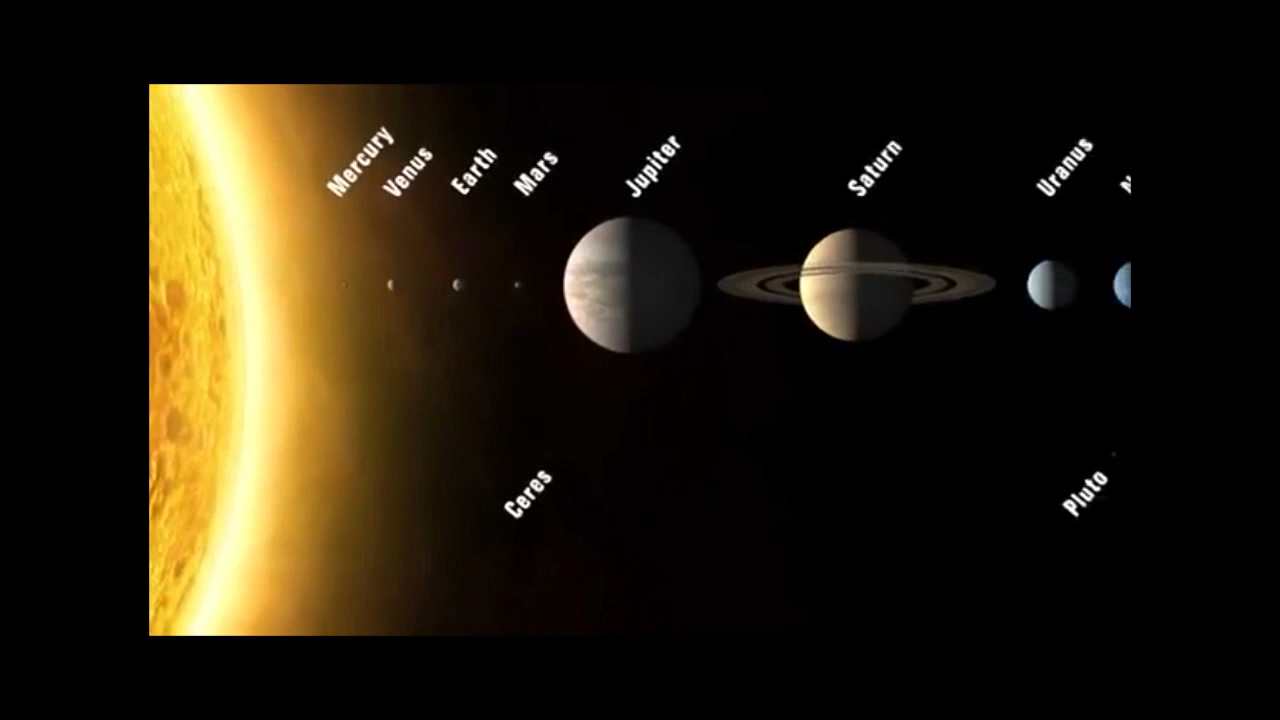 Mercury
Venus
Earth
Mars
Jupiter
Saturn
Uranus
Ceres
Pluto